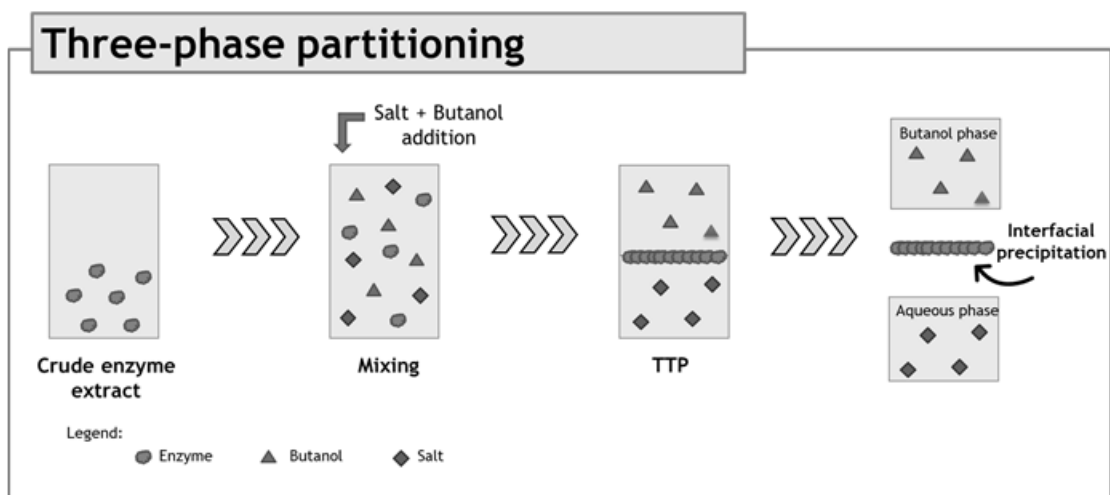 Three-phase partitioning
Salt + Butanol
addition
Butanol phase
Interfacial
precipitation
Aqueous phase
Crude enzyme
extract
Mixing
TTP
Legend:
Enzyme
Butanol
Salt